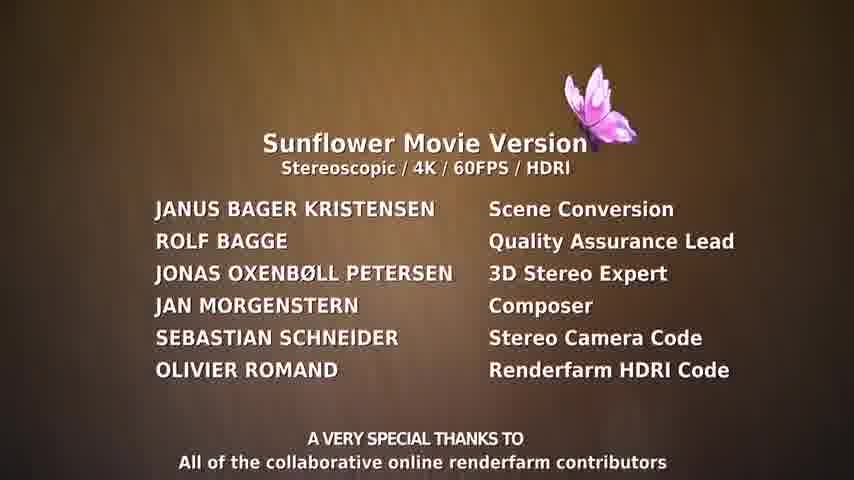 Sunflower Movie Version
Stereoscopic / 4K / 60FPS / HDRI
JANUS BAGER KRISTENSEN Scene Conversion
ROLF BAGGE Quality Assurance Lead
JONAS OXENBØLL PETERSEN 3D Stereo Expert
JAN MORGENSTERN Composer
SEBASTIAN SCHNEIDER Stereo Camera Code
OLIVIER ROMAND Renderfarm HDRI Code
A VERY SPECIAL THANKS TO
All of the collaborative online renderfarm contributors